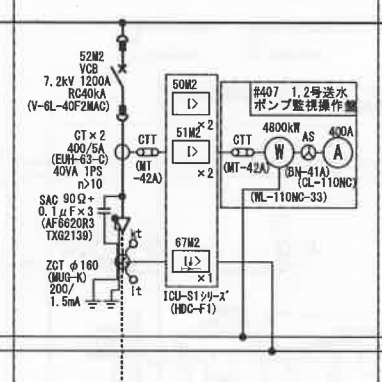 52M2
VCB
7.2kV 1200A
RC40kA
(V-6L-40F2MAC)
CT×2
400/5A
(EUH-63-C)
40VA 1PS
n>10
CTT
(MT
-42A)
50M2
I>
×2
51M2
I>
×2
67M2
I↓>
×1
ICU-S1シリーズ
(HDC-F1)
#407 1,2号送水
ポンプ監視操作盤
4800kW
AS
400A
CTT
W
A
(MT-42A)
(BN-41A)
(CL-110NC)
(WL-110NC-33)
SAC 90Ω+
0.1μF×3
(AF6620R3
TXG2139)
kt
ZCT φ160
(MUG-K)
200/
1.5mA
lt